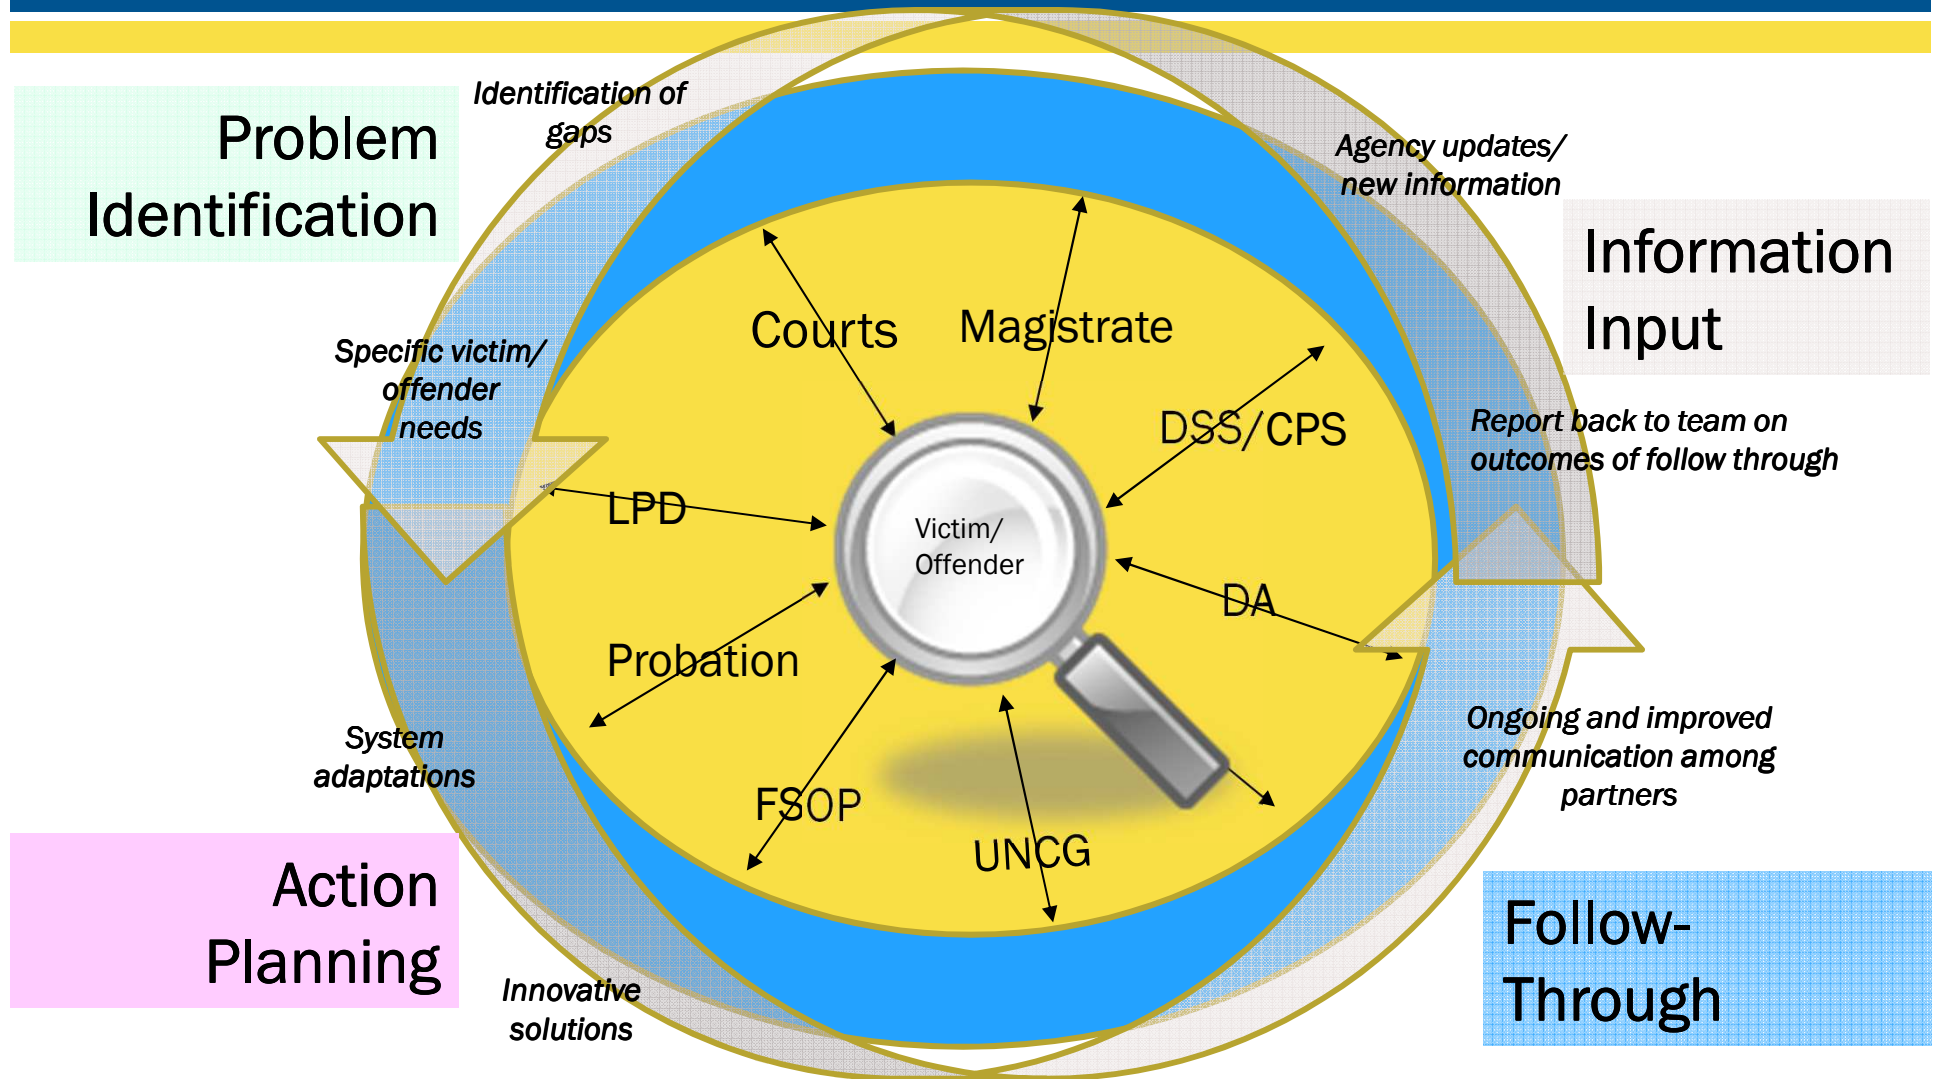 Problem
Identification
Identification of
gaps
Agency updates/
new information
Information
Input
Specific victim/
offender
needs
Courts
Magistrate
DSS/CPS
Report back to team on
outcomes of follow through
LPD
Victim/
Offender
DA
Probation
System
adaptations
FSOP
UNCG
Ongoing and improved
communication among
partners
Action
Planning
Innovative
solutions
Follow-
Through